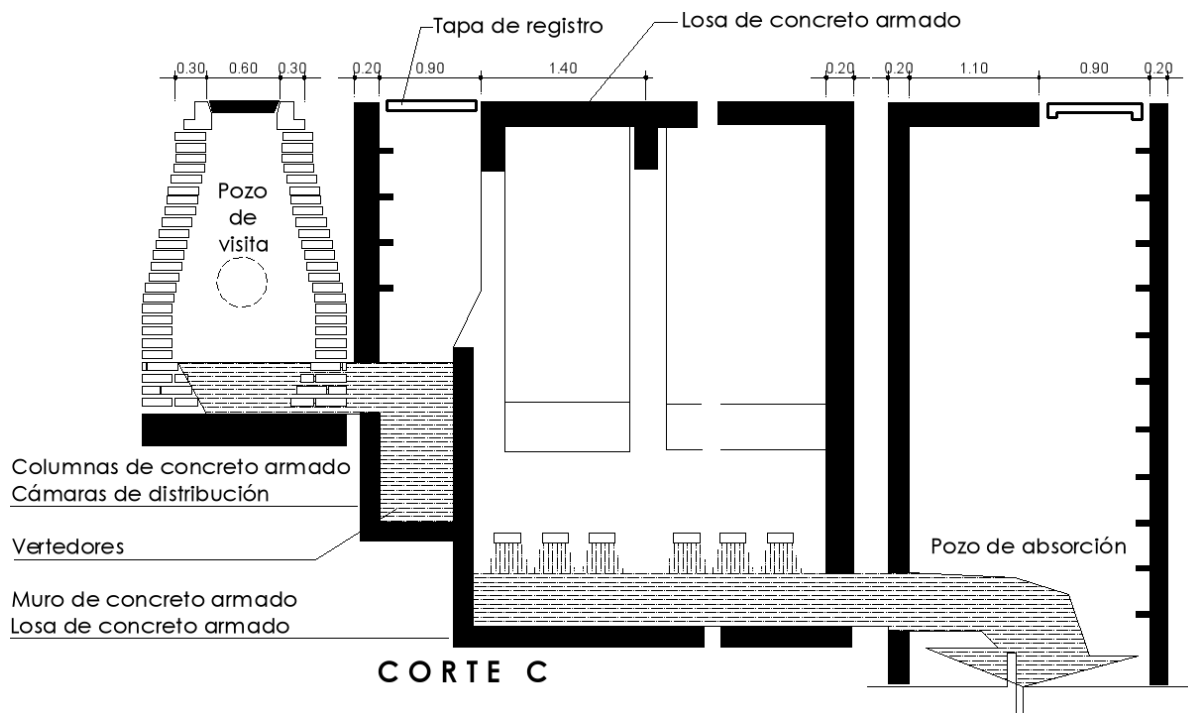 Tapa de registro
Losa de concreto armado
0.30 0.60 0.30 0.20 0.90 1.40 0.20 0.20 1.10 0.90 0.20
Pozo
de
visita
Columnas de concreto armado
Cámaras de distribución
Vertedores
Pozo de absorción
Muro de concreto armado
Losa de concreto armado
CORTE C